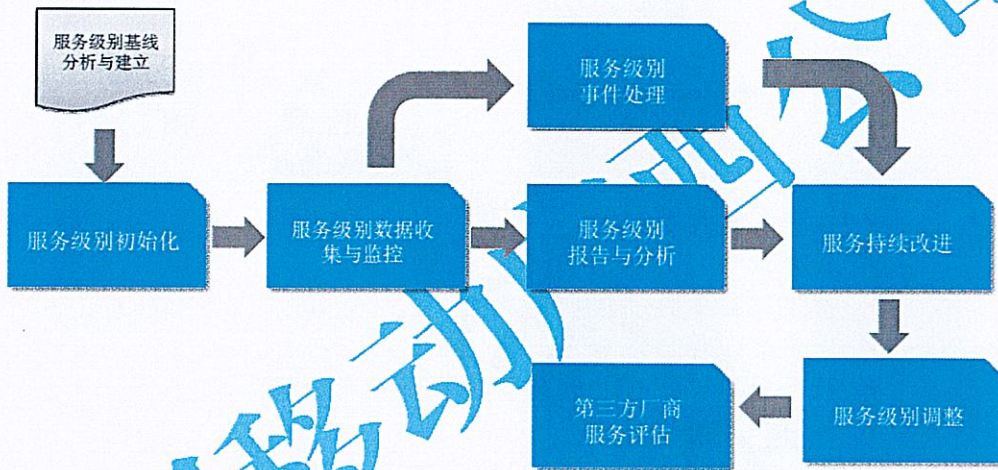 服务级别基线
分析与建立
服务级别
事件处理
服务级别初始化
服务级别数据收
集与监控
服务级别
报告与分析
服务持续改进
第三方厂商
服务评估
服务级别调整
移动
西